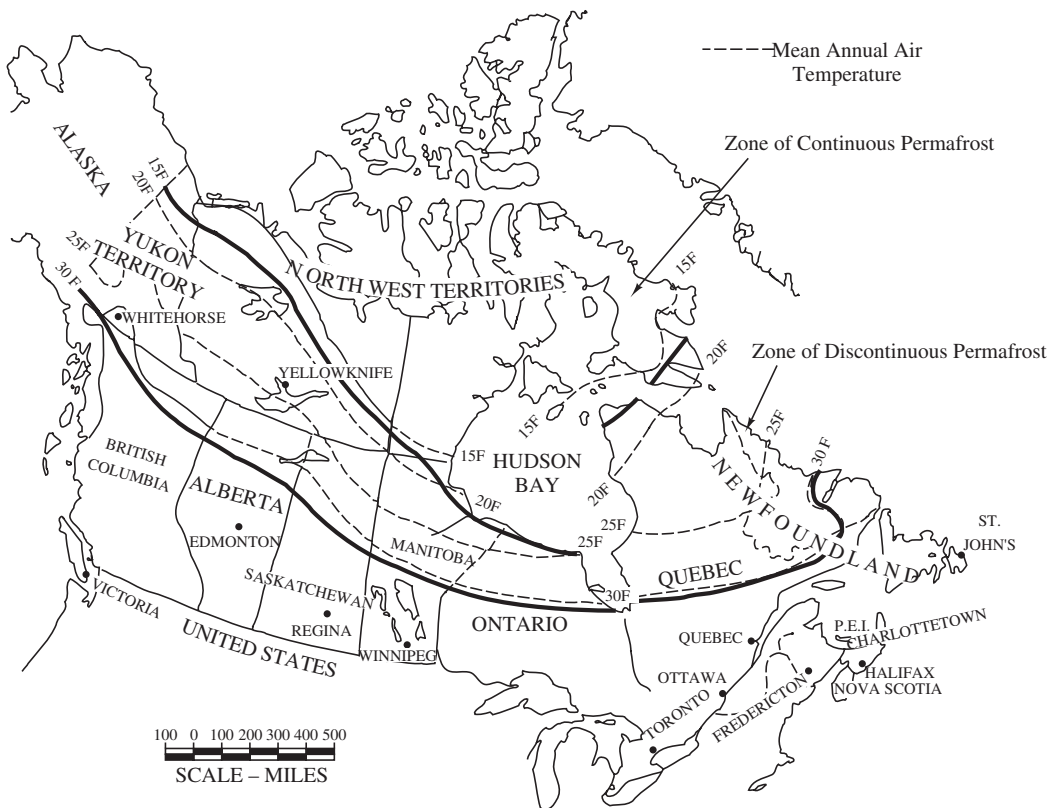 Mean Annual Air
Temperature
Zone of Continuous Permafrost
ALASKA
15F
20F
15F
25F
YUKON
TERRITORY
NORTH WEST TERRITORIES
30 F
WHITEHORSE
20F
Zone of Discontinuous Permafrost
YELLOWKNIFE
15F
25F
30 F
BRITISH
COLUMBIA
15F
HUDSON
BAY
NEWFOUNDLAND
ALBERTA
20F
20F
25F
ST.
JOHN'S
EDMONTON
MANITOBA
25F
QUEBEC
SASKATCHEWAN
VICTORIA
30F
REGINA
ONTARIO
UNITED STATES
WINNIPEG
QUEBEC
P.E.I.
CHARLOTTETOWN
OTTAWA
HALIFAX
NOVA SCOTIA
FREDERICTON
TORONTO
100 0 100 200 300 400 500
SCALE – MILES